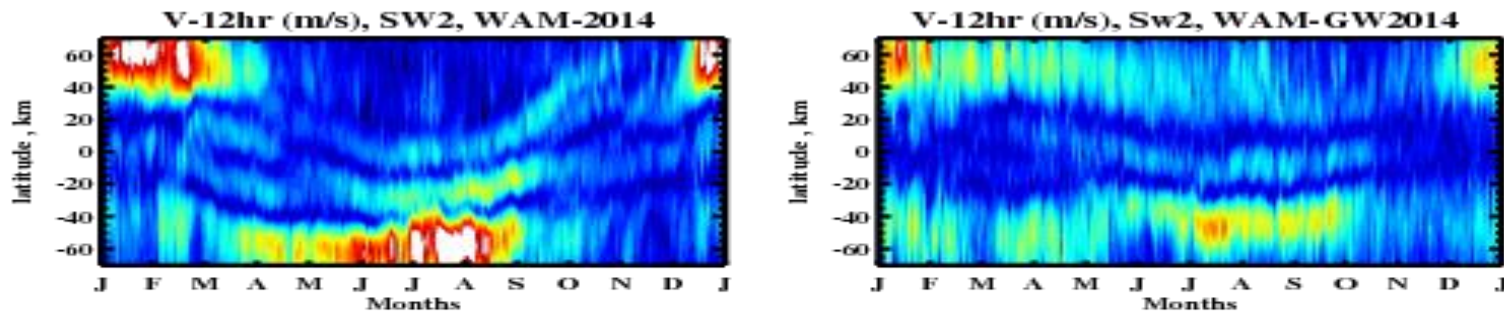 V-12hr (m/s), SW2, WAM-2014
latitude , km
60
40
20
0
-20
-40
-60
J F M A M J J A S O N D J
Months
V-12hr (m/s), Sw2, WAM-GW2014
latitude , km
60
40
20
0
-20
-40
-60
J F M A M J J A S O N D J
Months